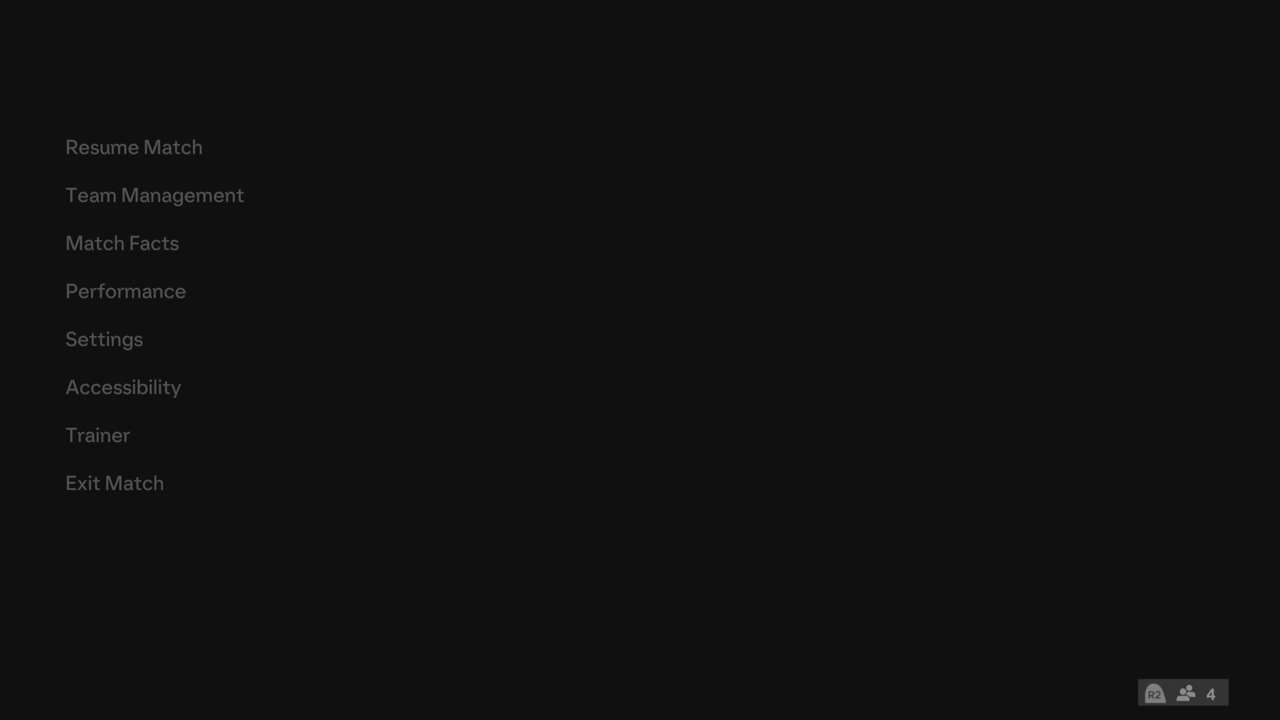 Resume Match
Team Management
Match Facts
Performance
Settings
Accessibility
Trainer
Exit Match
R2 4